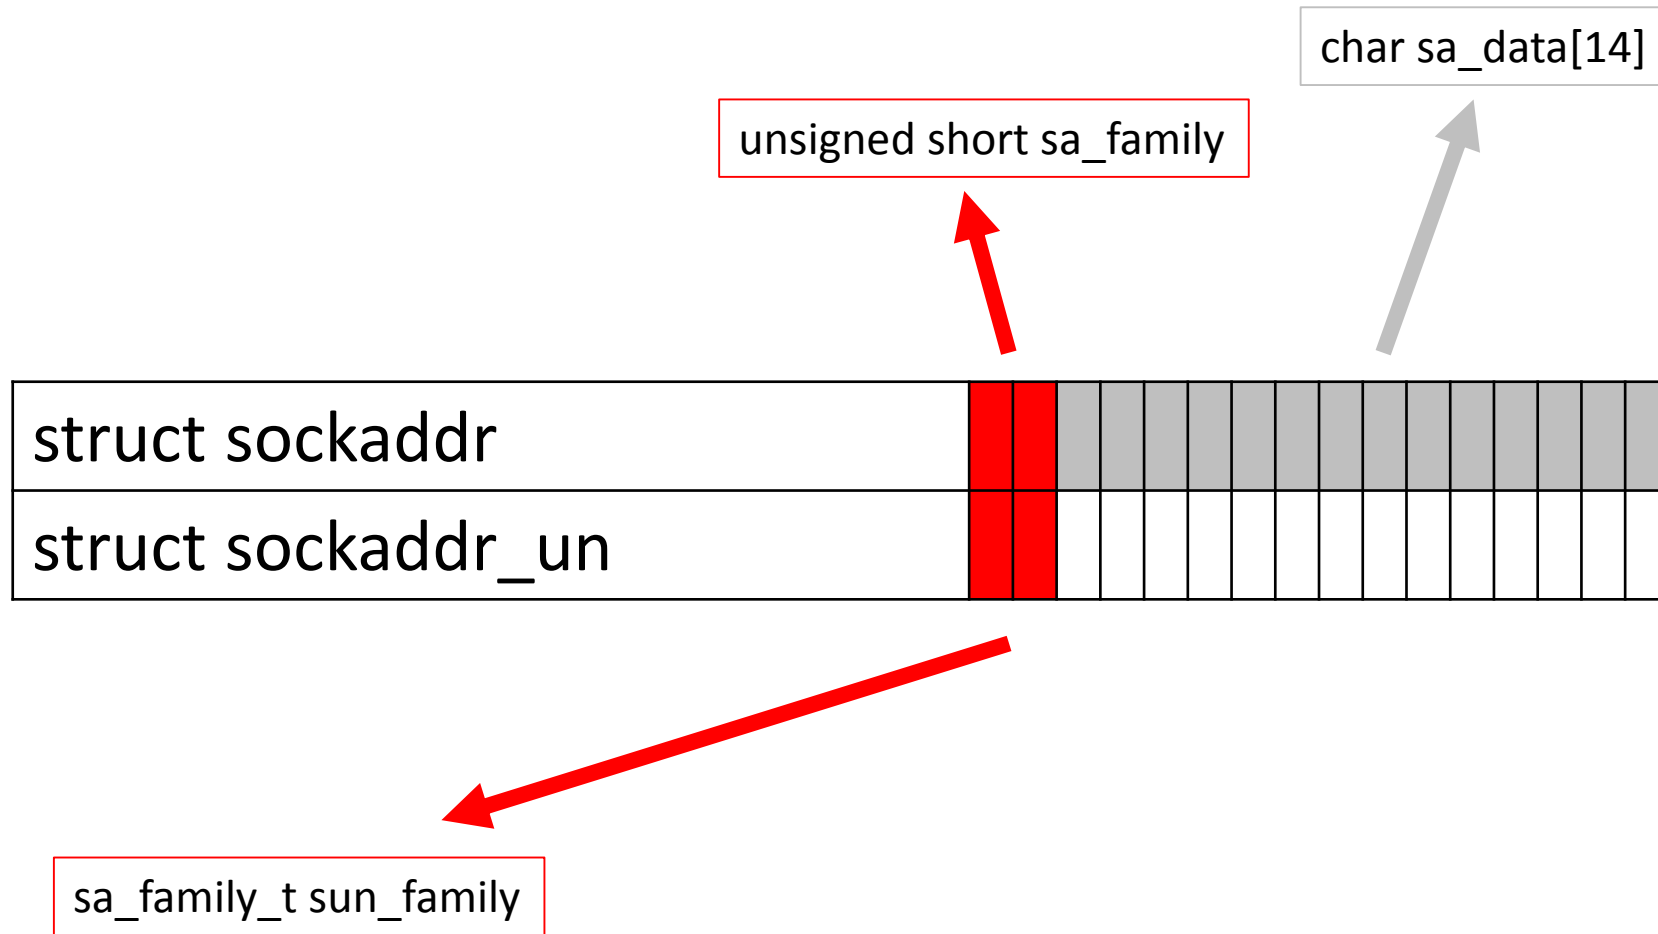 char sa_data[14]
unsigned short sa_family
struct sockaddr
struct sockaddr_un
sa_family_t sun_family